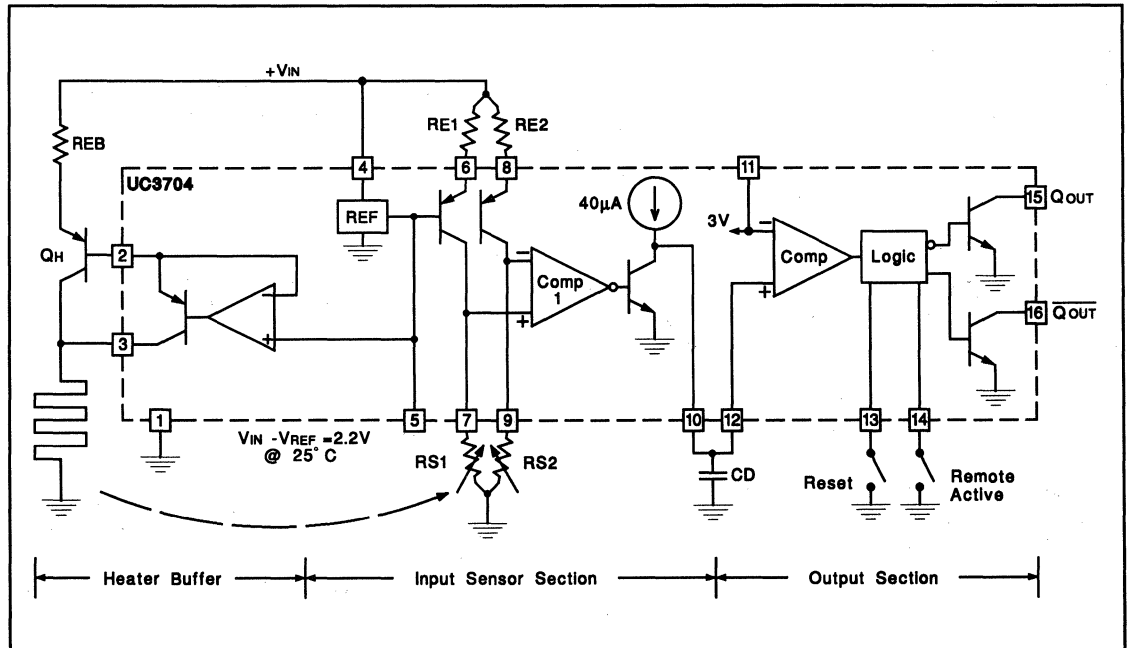 +VIN
REB
RE1
RE2
4
6
8
11
UC3704
REF
40µA
3V
−
+
Comp
Logic
15
QOUT
QH
2
−
+
−
+
Comp
1
16
QOUT
3
1
5
7
9
10
12
13
14
VIN -VREF =2.2V
@ 25°C
RS1
RS2
CD
Reset
Remote
Active
Heater Buffer
Input Sensor Section
Output Section